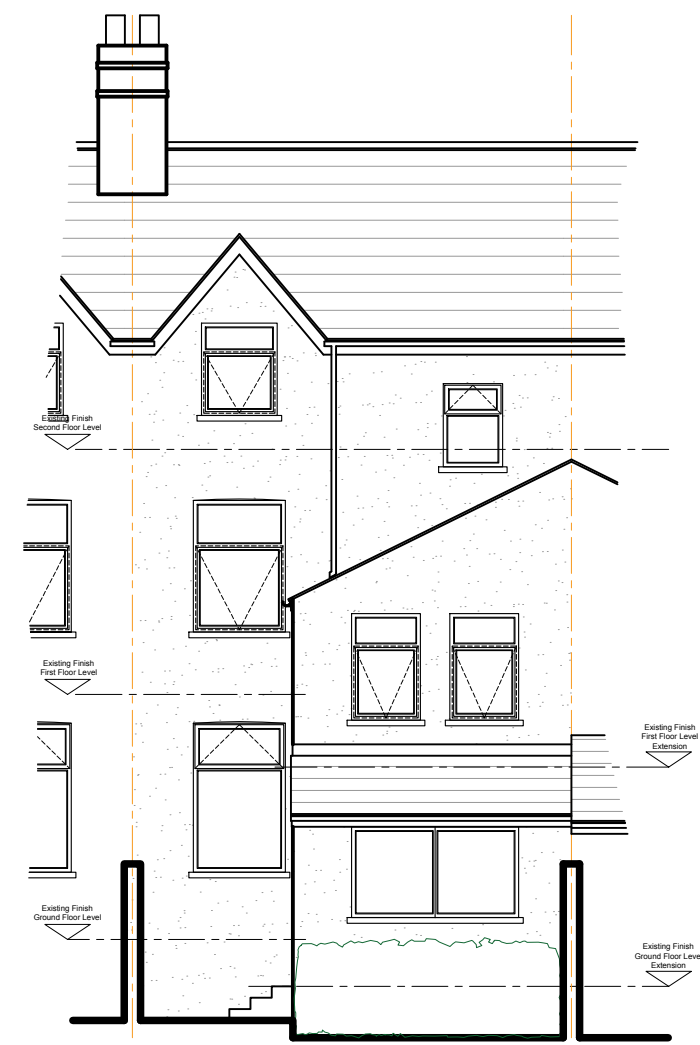 Existing Finish
Second Floor Level
Existing Finish
First Floor Level
Existing Finish
First Floor Level
Extension
Existing Finish
Ground Floor Level
Existing Finish
Ground Floor Level
Extension